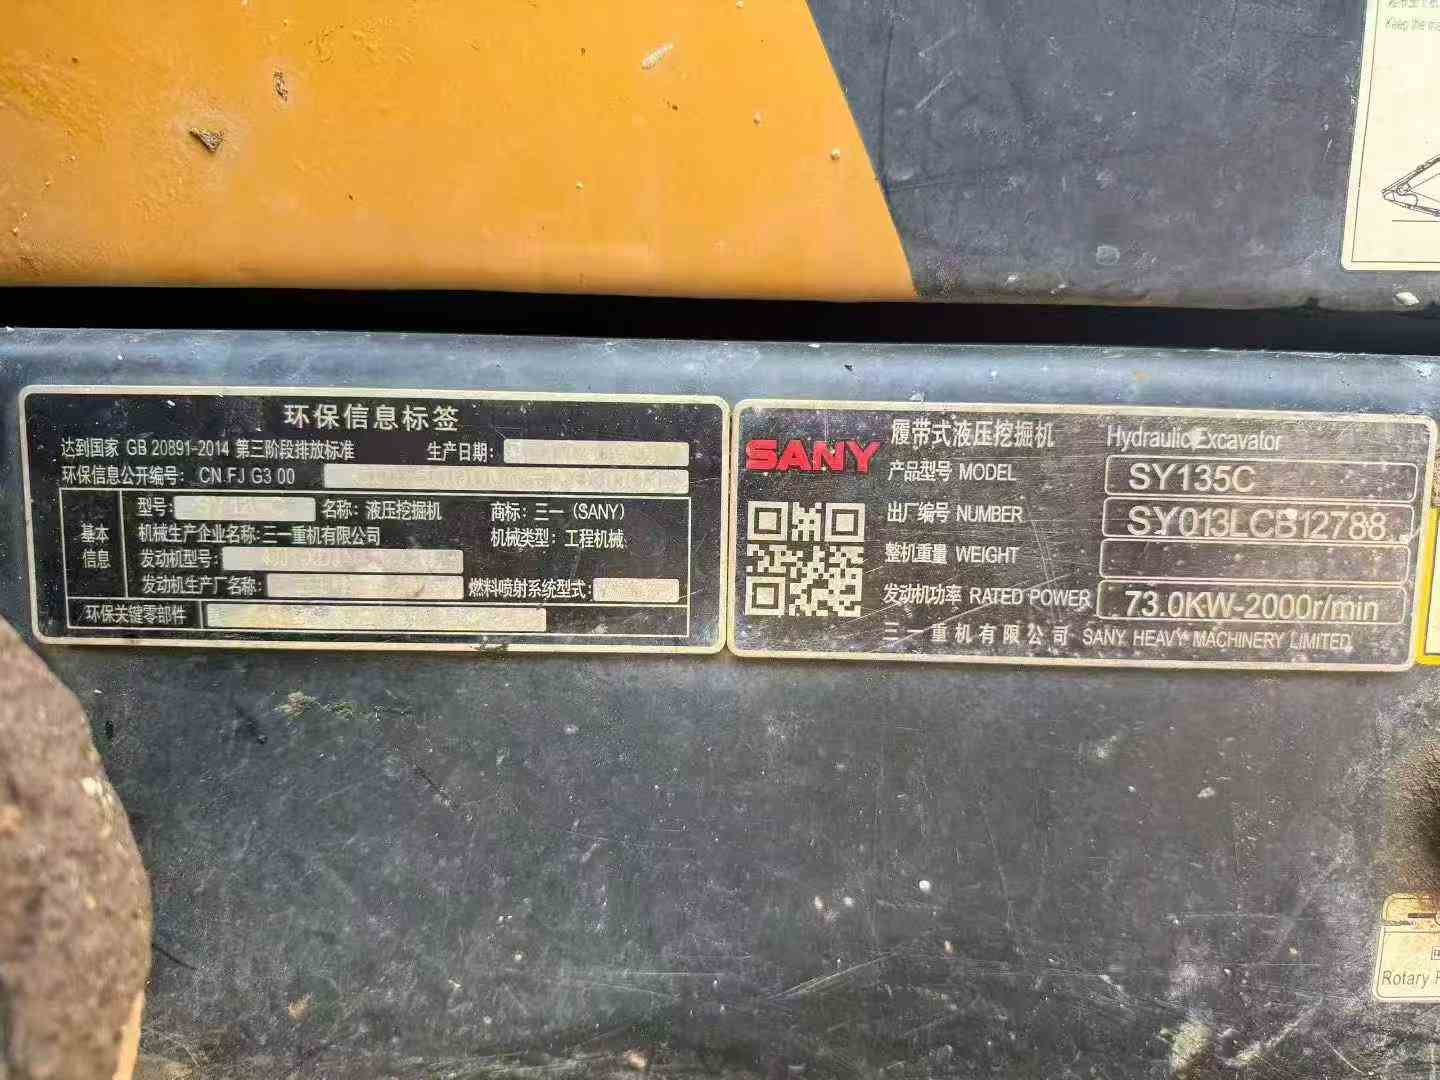 Keep the
环保信息标签
达到国家 GB 20891-2014 第三阶段排放标准 生产日期:
环保信息公开编号: CN FJ G3 00
型号: 名称: 液压挖掘机 商标: 三一 (SANY)
基本信息
机械生产企业名称:三一重机有限公司 机械类型: 工程机械
发动机型号:
发动机生产厂名称: 燃料喷射系统型式:
环保关键零部件
SANY 履带式液压挖掘机 Hydraulic Excavator
产品型号 MODEL SY135C
出厂编号 NUMBER SY013LCB12788
整机重量 WEIGHT
发动机功率 RATED POWER 73.0KW-2000r/min
三一重机有限公司 SANY HEAVY MACHINERY LIMITED
Rotary